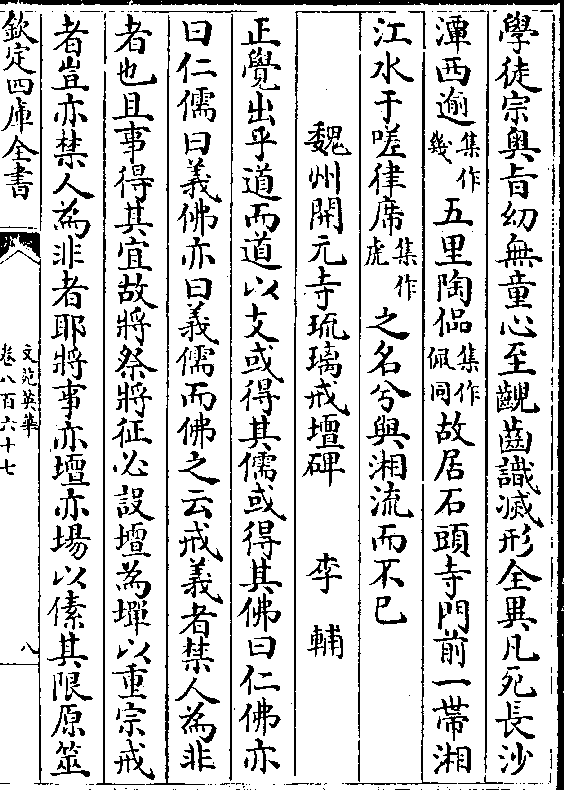 學徒宗奥旨幼無童心至齓齒識滅形全異凡死長沙
潭西逾集作幾五里陶侃集作佩同故居石頭寺門前一帶湘
江水于嗟律席集作虎之名兮與湘流而不已
魏州開元寺琉璃戒壇碑 李輔
正覺出乎道而道以文或得其儒或得其佛曰仁佛亦
曰仁儒曰義佛亦曰義儒而佛之云戒義者禁人為非
者也且事得其宜故將祭將征必設壇為墠以重宗戒
者豈亦禁人為非者耶將事亦壇亦場以傃其限原筮
欽定四庫全書
文苑英華
卷八百六十七
八